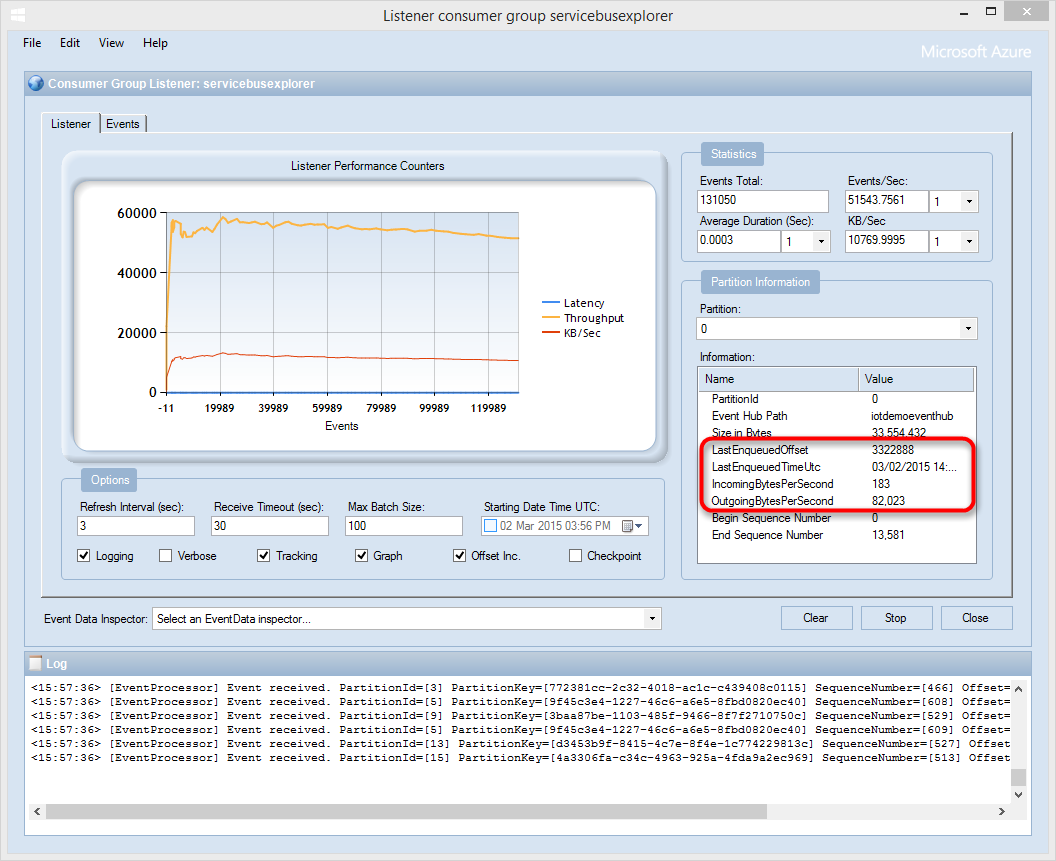 Listener consumer group servicebusexplorer
File Edit View Help
Microsoft Azure
Consumer Group Listener: servicebusexplorer
Listener Events
Listener Performance Counters
60000
40000
20000
0
-11 19989 39989 59989 79989 99989 119989
Events
Latency
Throughput
KB/Sec
Statistics
Events Total: Events/Sec:
131050 51543.7561 1
Average Duration (Sec): KB/Sec
0.0003 1 10769.9995 1
Partition Information
Partition:
0
Information:
Name Value
PartitionId 0
Event Hub Path iotdemoeventhub
Size in Bytes 33,554,432
LastEnqueuedOffset 3322888
LastEnqueuedTimeUtc 03/02/2015 14:...
IncomingBytesPerSecond 183
OutgoingBytesPerSecond 82,023
Begin Sequence Number 0
End Sequence Number 13,581
Options
Refresh Interval (sec): Receive Timeout (sec): Max Batch Size: Starting Date Time UTC:
3 30 100 02 Mar 2015 03:56 PM
Logging Verbose Tracking Graph Offset Inc. Checkpoint
Event Data Inspector: Select an EventData inspector... Clear Stop Close
Log
<15:57:36> [EventProcessor] Event received. PartitionId=[3] PartitionKey=[772381cc-2c32-4018-ac1c-c439408c0115] SequenceNumber=[466] Offset=
<15:57:36> [EventProcessor] Event received. PartitionId=[5] PartitionKey=[9f45c3e4-1227-46c6-a6e5-8fbd0820ec40] SequenceNumber=[608] Offset=
<15:57:36> [EventProcessor] Event received. PartitionId=[9] PartitionKey=[3baa87be-1103-485f-9466-8f7f2710750c] SequenceNumber=[529] Offset=
<15:57:36> [EventProcessor] Event received. PartitionId=[5] PartitionKey=[9f45c3e4-1227-46c6-a6e5-8fbd0820ec40] SequenceNumber=[609] Offset=
<15:57:36> [EventProcessor] Event received. PartitionId=[13] PartitionKey=[d3453b9f-8415-4c7e-8f4e-1c774229813c] SequenceNumber=[527] Offset
<15:57:36> [EventProcessor] Event received. PartitionId=[15] PartitionKey=[4a3306fa-c34c-4963-925a-4fda9a2ec969] SequenceNumber=[513] Offset